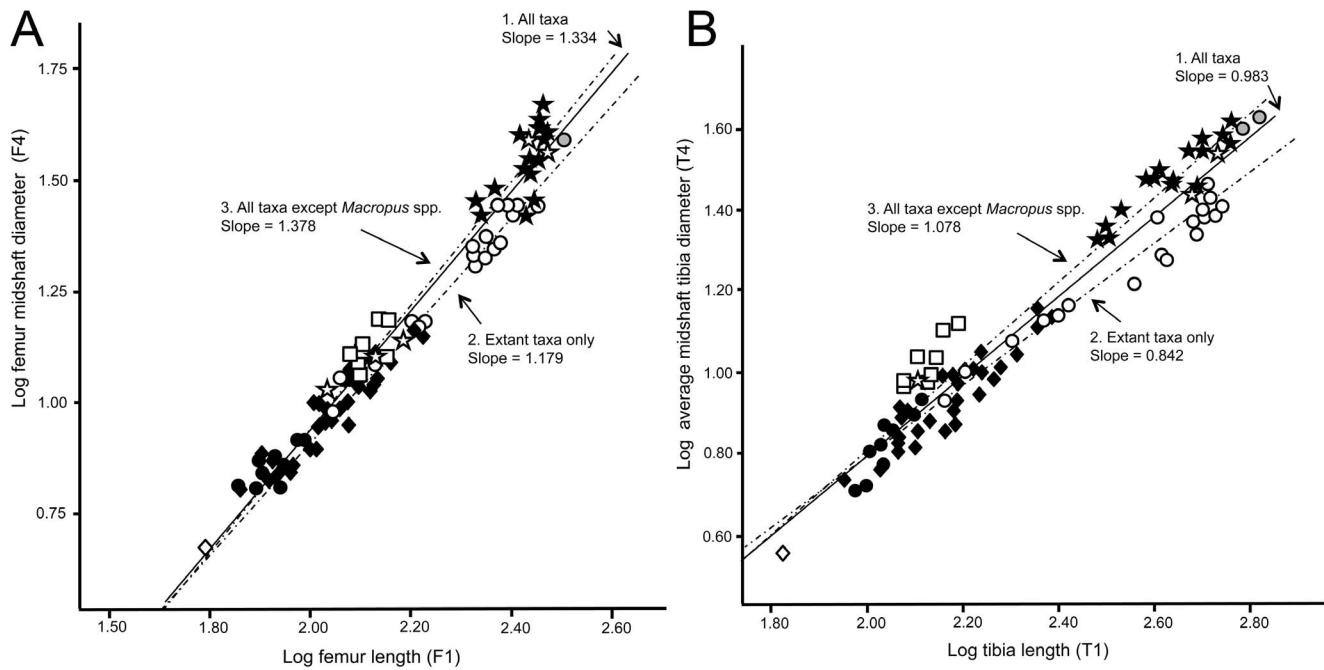 A
1. All taxa
Slope = 1.334
1.75
1.50
1.25
1.00
0.75
3. All taxa except Macropus spp.
Slope = 1.378
2. Extant taxa only
Slope = 1.179
Log femur midshaft diameter (F4)
1.50
1.80
2.00
2.20
2.40
2.60
Log femur length (F1)
B
1. All taxa
Slope = 0.983
1.60
1.40
1.20
1.00
0.80
0.60
3. All taxa except Macropus spp.
Slope = 1.078
2. Extant taxa only
Slope = 0.842
Log average midshaft tibia diameter (T4)
1.80
2.00
2.20
2.40
2.60
2.80
Log tibia length (T1)